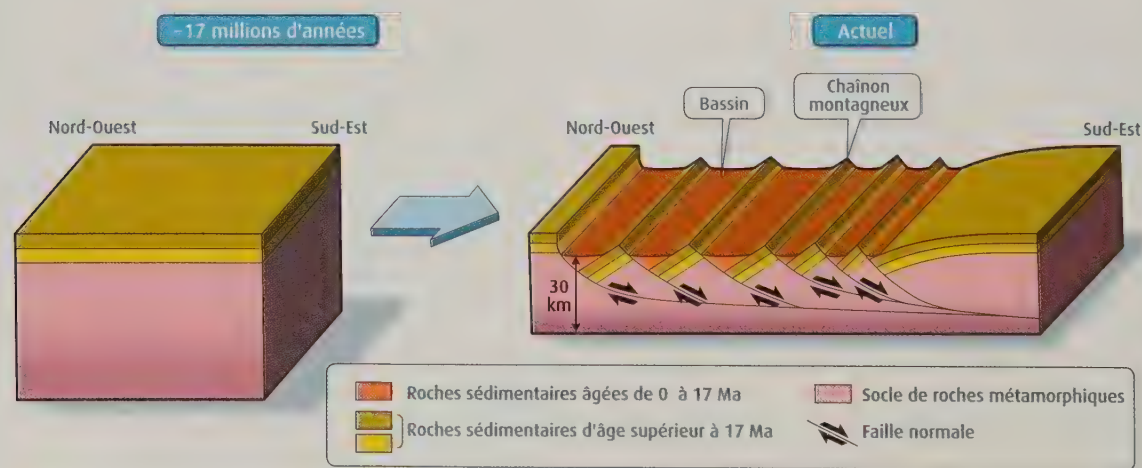 -17 millions d'années
Actuel
Nord-Ouest
Sud-Est
Bassin
Chaînon
montagneux
Nord-Ouest
Sud-Est
30
km
Roches sédimentaires âgées de 0 à 17 Ma
Roches sédimentaires d'âge supérieur à 17 Ma
Socle de roches métamorphiques
Faille normale